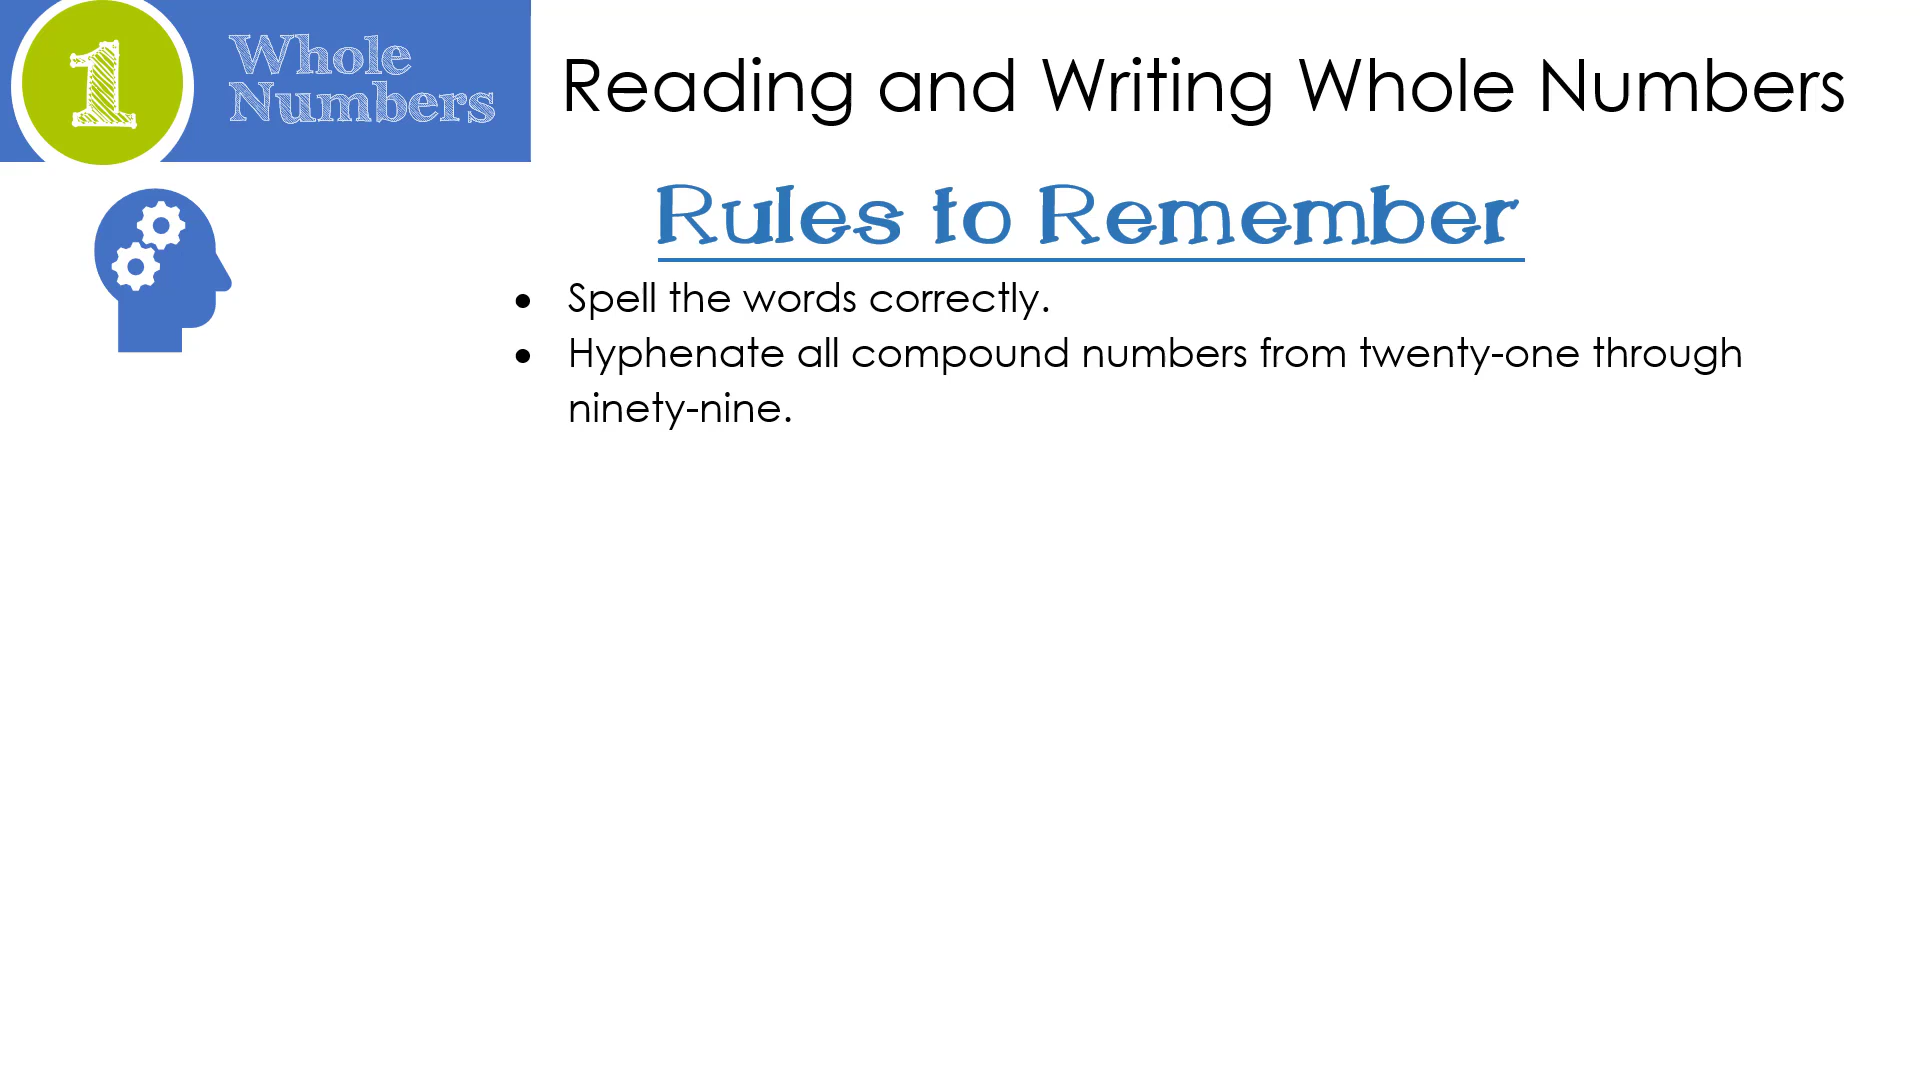 1
Whole
Numbers
Reading and Writing Whole Numbers
Rules to Remember
• Spell the words correctly.
• Hyphenate all compound numbers from twenty-one through
ninety-nine.